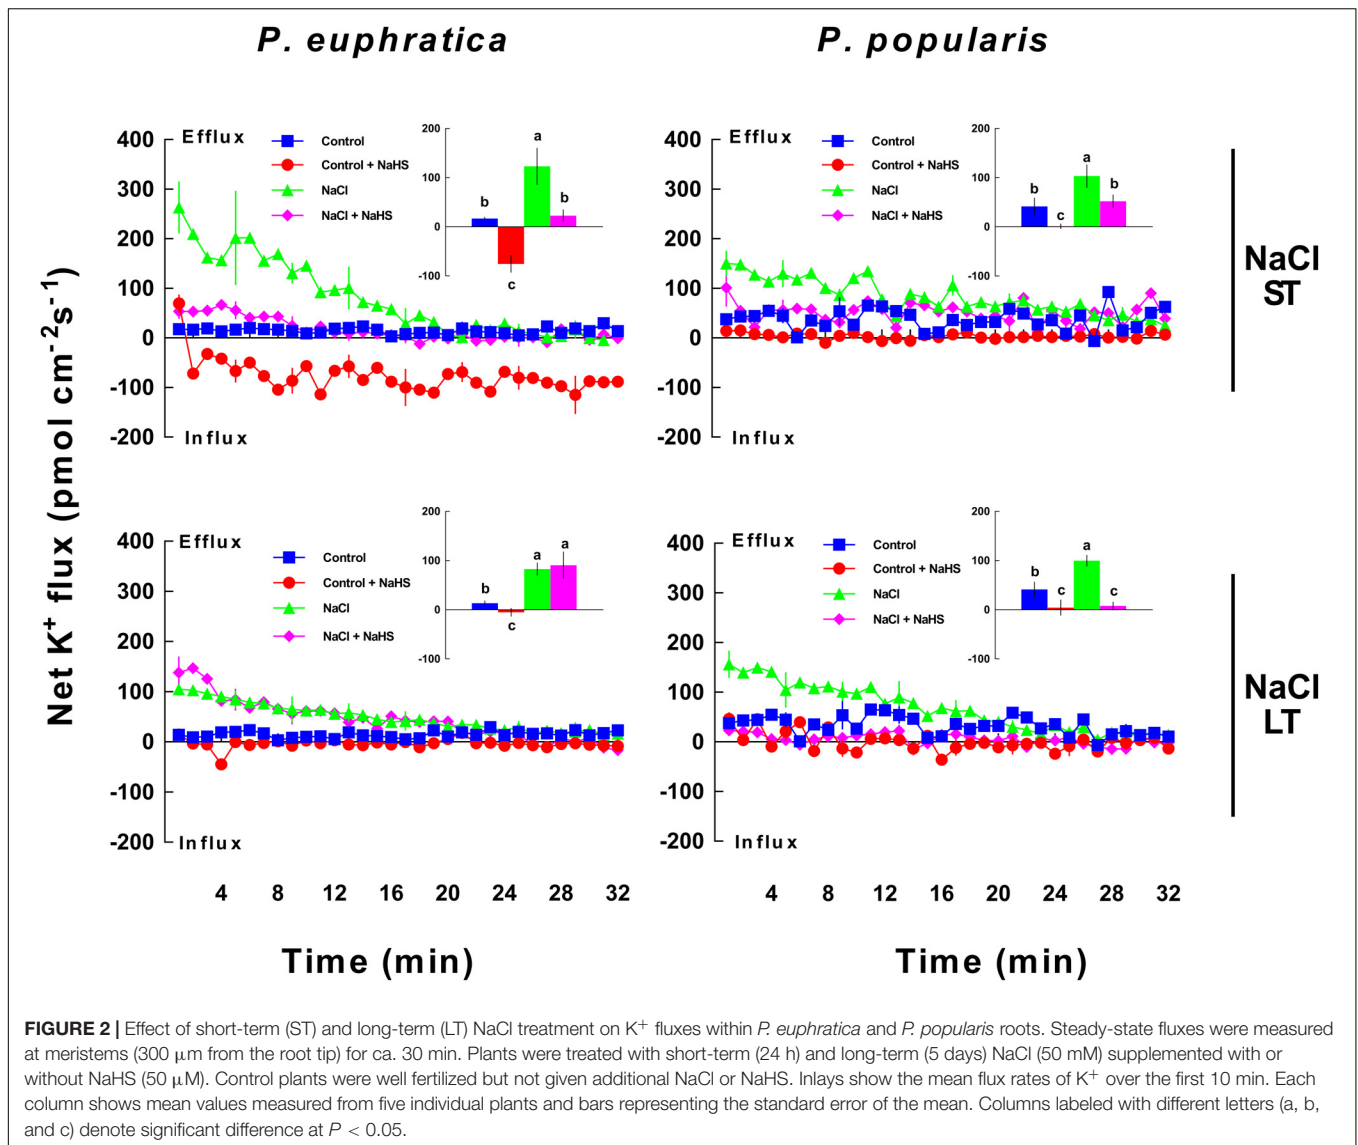 P. euphratica
P. popularis
Net K+ flux (pmol cm-2s-1)
400
300
200
100
0
-100
-200
Efflux
Influx
Control
Control + NaHS
NaCl
NaCl + NaHS
200
100
0
-100
b
c
a
b
400
300
200
100
0
-100
-200
Efflux
Influx
Control
Control + NaHS
NaCl
NaCl + NaHS
200
100
0
-100
b
c
a
b
NaCl
ST
400
300
200
100
0
-100
-200
Efflux
Influx
Control
Control + NaHS
NaCl
NaCl + NaHS
200
100
0
-100
b
c
a
a
4 8 12 16 20 24 28 32
Time (min)
400
300
200
100
0
-100
-200
Efflux
Influx
Control
Control + NaHS
NaCl
NaCl + NaHS
200
100
0
-100
b
c
a
c
4 8 12 16 20 24 28 32
Time (min)
NaCl
LT
FIGURE 2 | Effect of short-term (ST) and long-term (LT) NaCl treatment on K+ fluxes within P. euphratica and P. popularis roots. Steady-state fluxes were measured
at meristems (300 μm from the root tip) for ca. 30 min. Plants were treated with short-term (24 h) and long-term (5 days) NaCl (50 mM) supplemented with or
without NaHS (50 μM). Control plants were well fertilized but not given additional NaCl or NaHS. Inlays show the mean flux rates of K+ over the first 10 min. Each
column shows mean values measured from five individual plants and bars representing the standard error of the mean. Columns labeled with different letters (a, b,
and c) denote significant difference at P < 0.05.